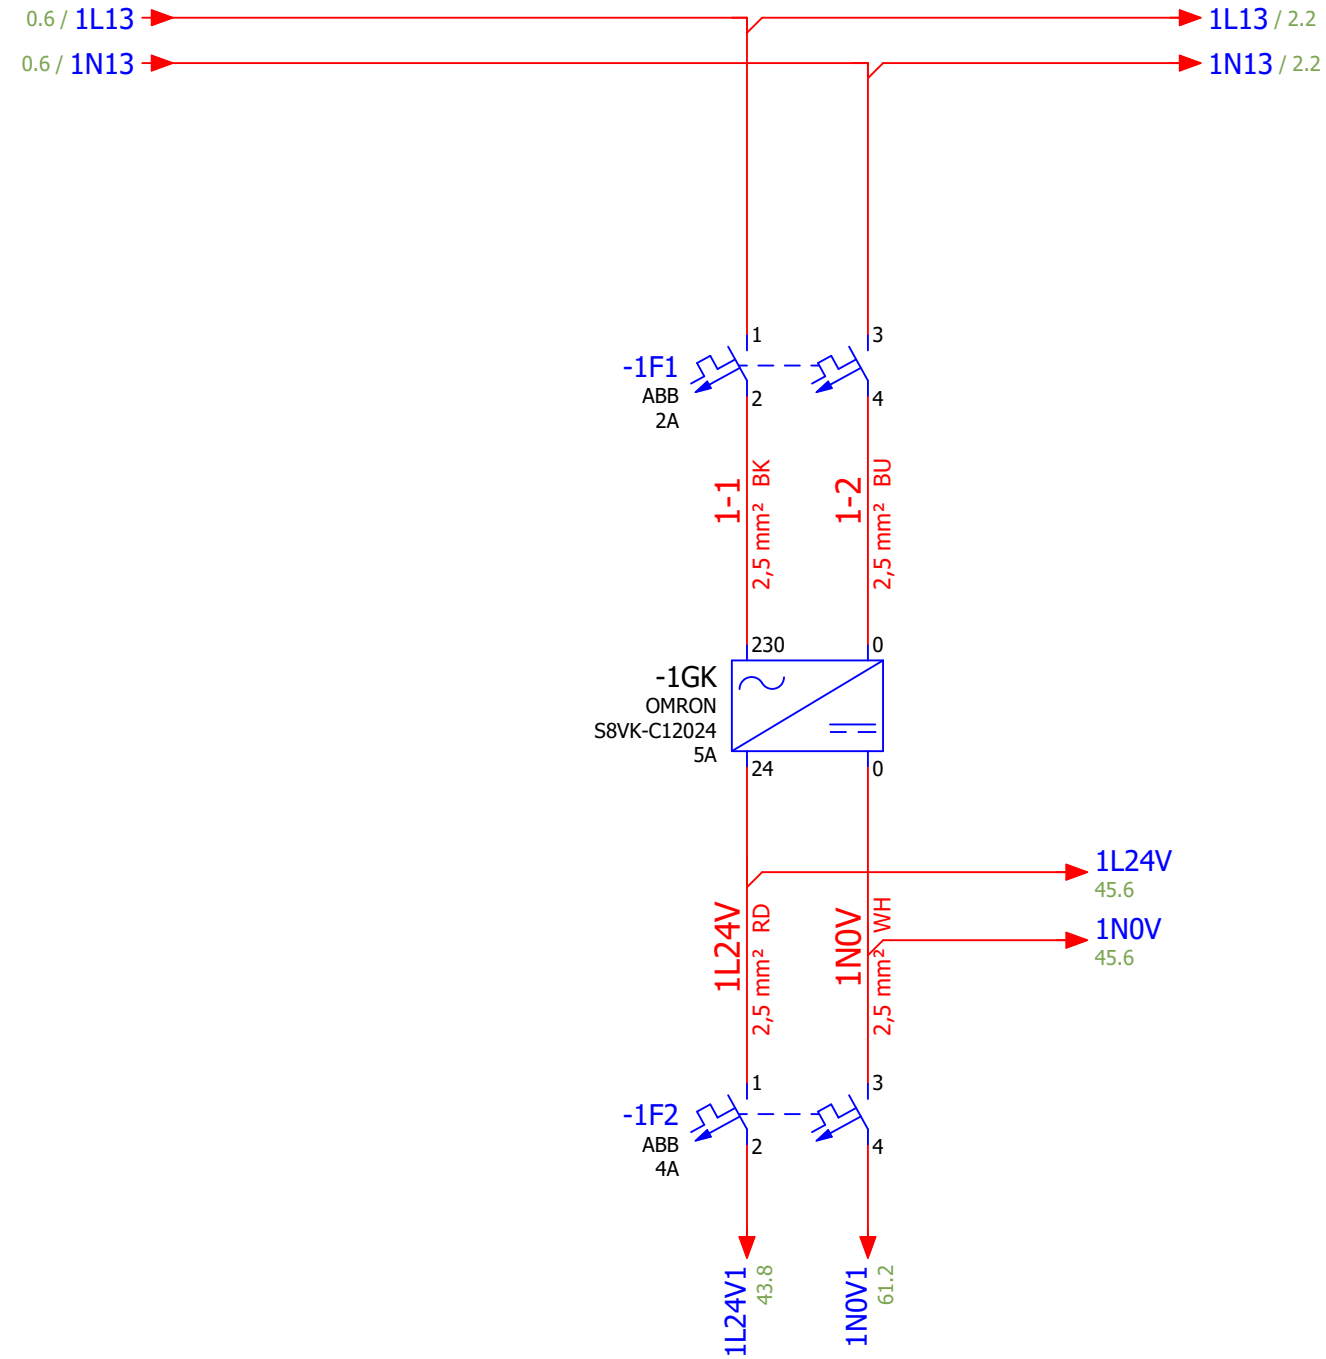 0.6 / 1L13
1L13 / 2.2
0.6 / 1N13
1N13 / 2.2
1
3
-1F1
ABB
2A
2
4
1-1
2,5 mm² BK
1-2
2,5 mm² BU
230
0
-1GK
OMRON
S8VK-C12024
5A
24
0
1L24V
45.6
1N0V
45.6
1L24V
2,5 mm² RD
1N0V
2,5 mm² WH
1
3
-1F2
ABB
4A
2
4
1L24V1
43.8
1N0V1
61.2